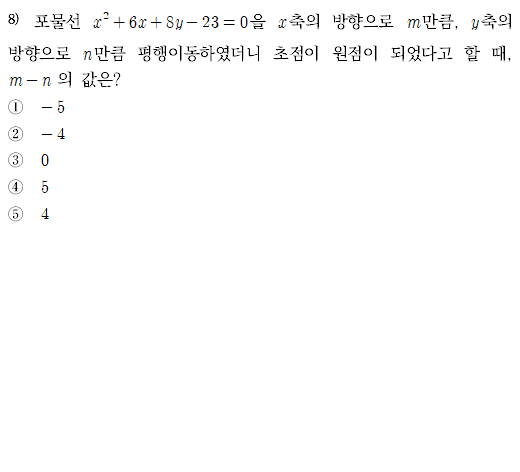 8) 포물선 $x^2+6x+8y-23=0$을 $x$축의 방향으로 $m$만큼, $y$축의
방향으로 $n$만큼 평행이동하였더니 초점이 원점이 되었다고 할 때,
$m-n$ 의 값은?
① $-5$
② $-4$
③ $0$
④ $5$
⑤ $4$